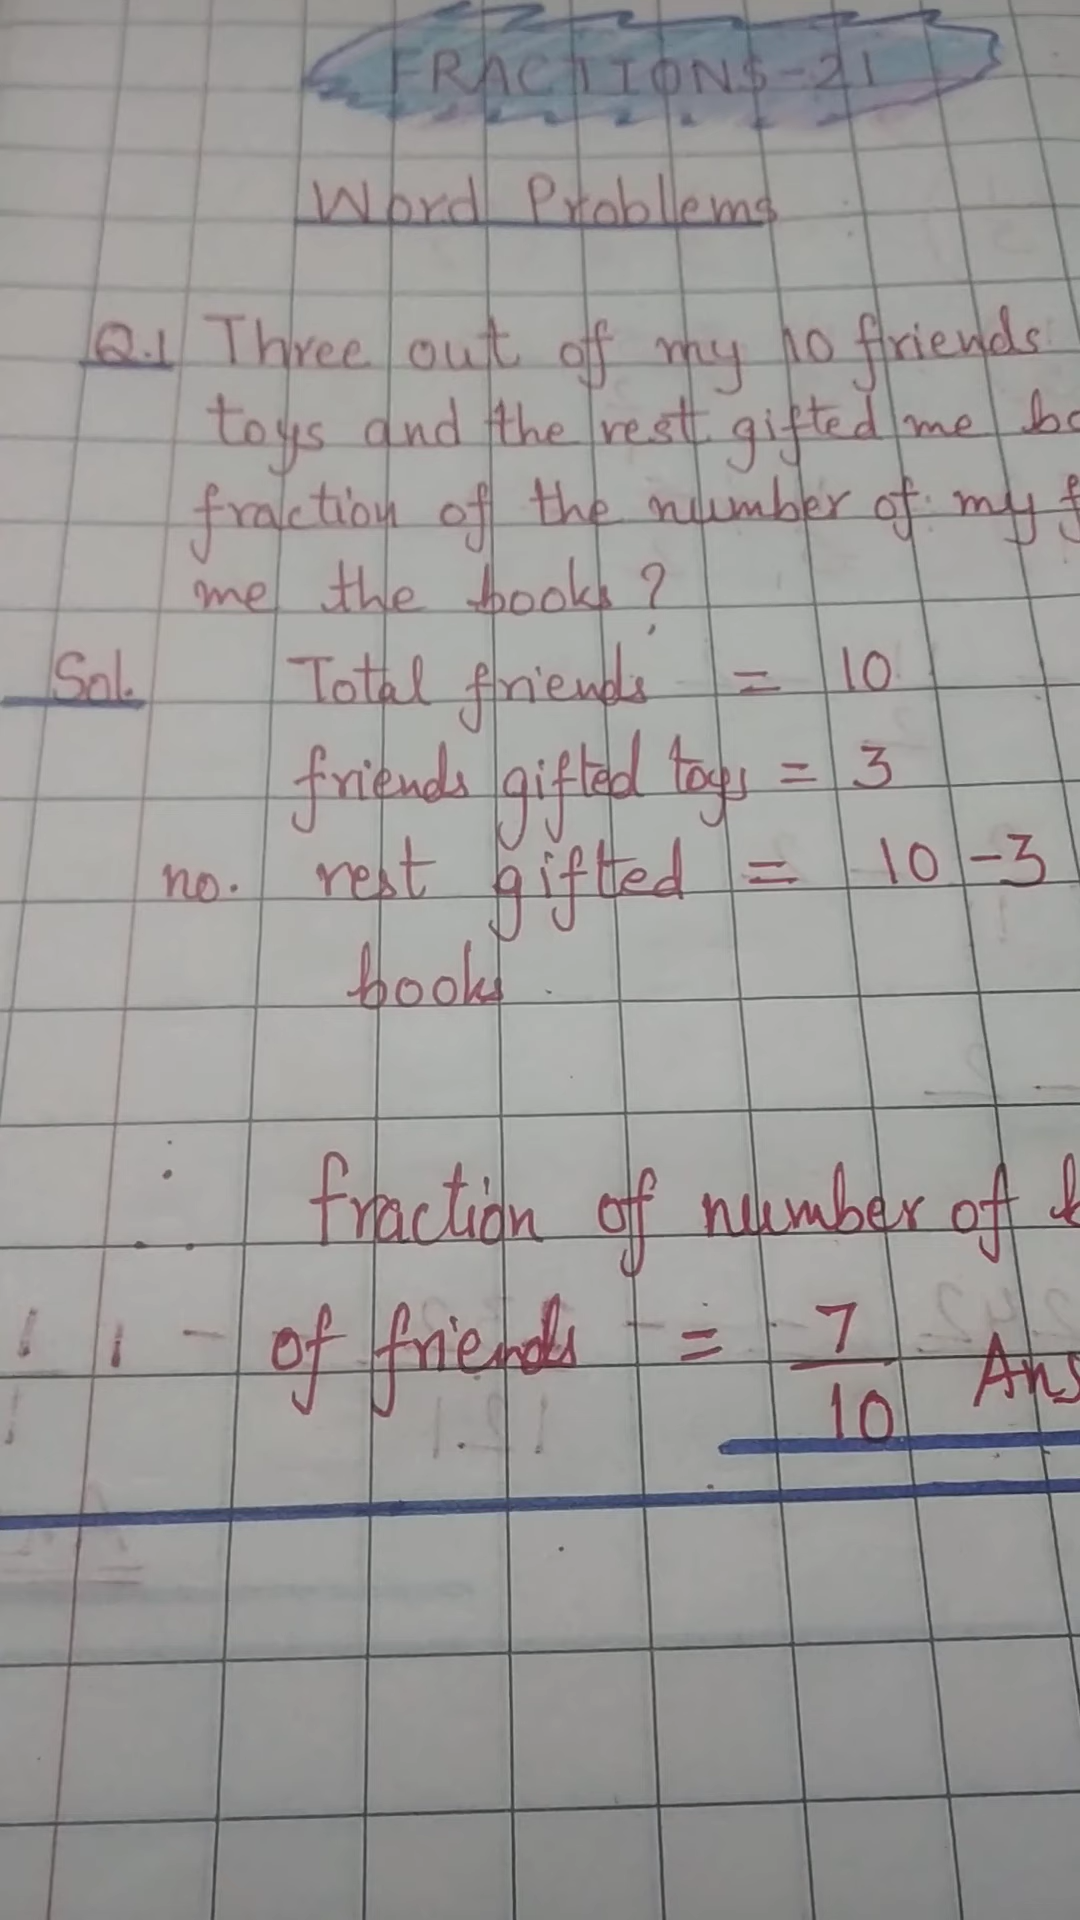 FRACTIONS-21
Word Problems
Q.1 Three out of my 10 friends
toys and the rest gifted me
fraction of the number of my
me the books?
Sol. Total friends = 10
friends gifted toys = 3
no. rest gifted = 10-3
books
∴ fraction of number of
of friends = 7/10 Ans